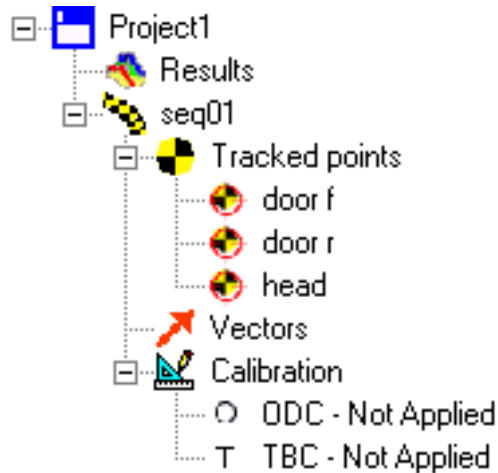 Project1
Results
seq01
Tracked points
door f
door r
head
Vectors
Calibration
ODC - Not Applied
TBC - Not Applied